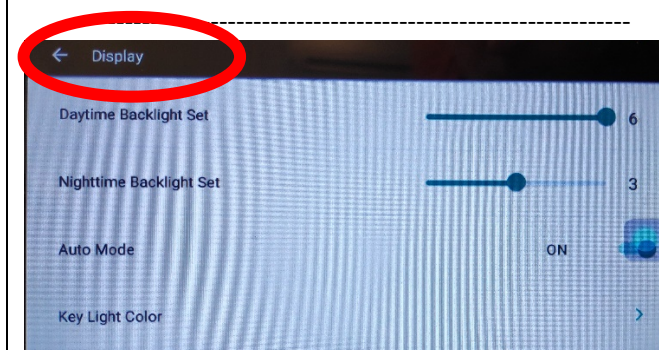 Display
Daytime Backlight Set 6
Nighttime Backlight Set 3
Auto Mode ON
Key Light Color